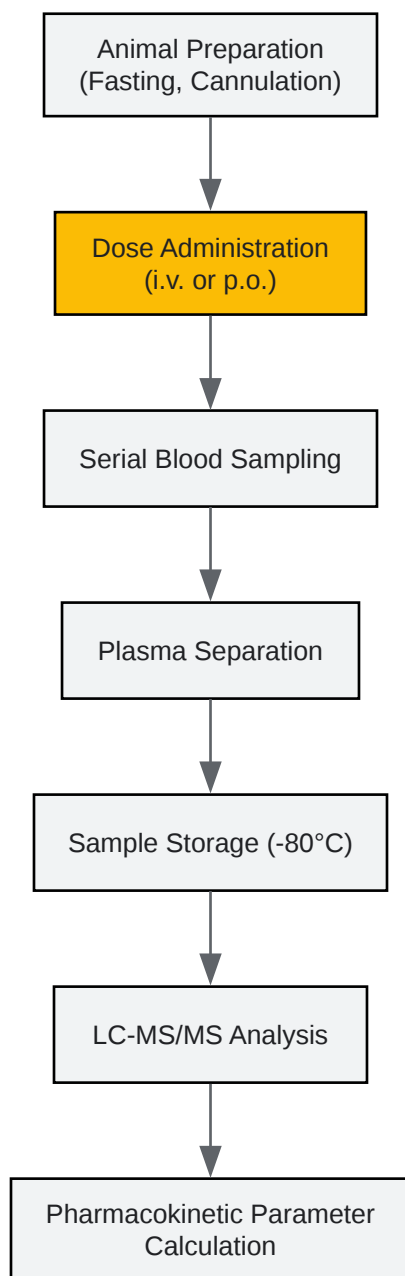 Animal Preparation
(Fasting, Cannulation)
Dose Administration
(i.v. or p.o.)
Serial Blood Sampling
Plasma Separation
Sample Storage (-80°C)
LC-MS/MS Analysis
Pharmacokinetic Parameter
Calculation